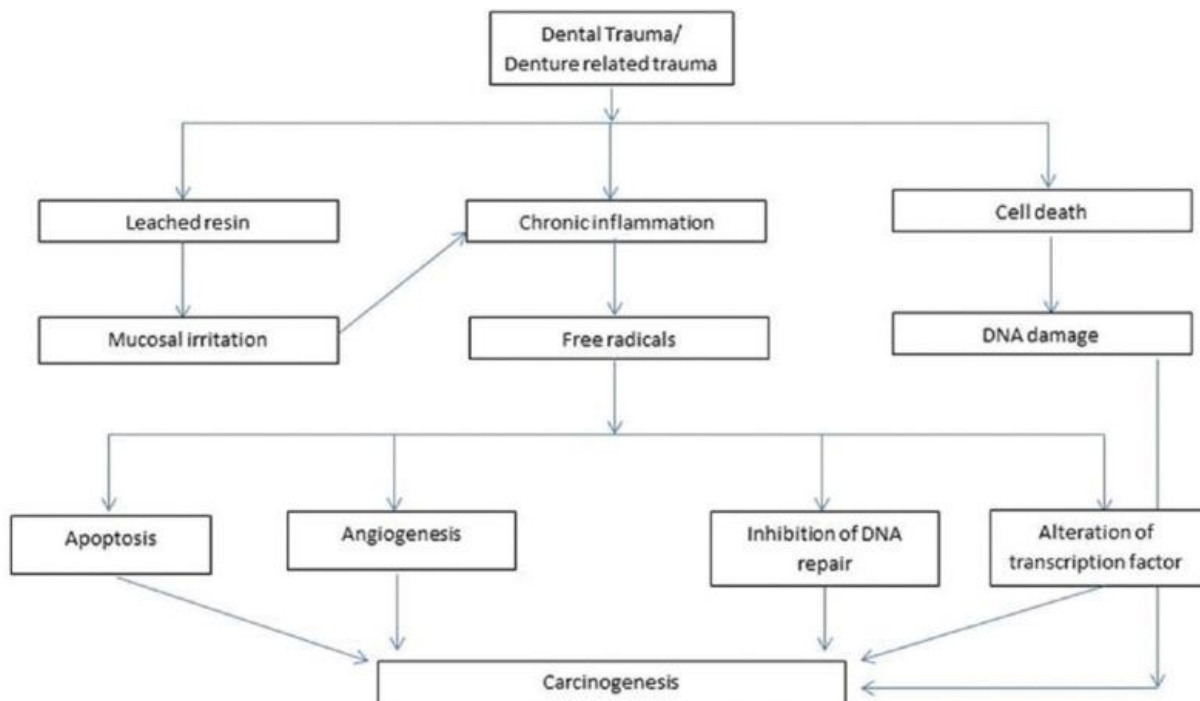 Dental Trauma/
Denture related trauma
Leached resin
Chronic inflammation
Cell death
Mucosal irritation
Free radicals
DNA damage
Apoptosis
Angiogenesis
Inhibition of DNA
repair
Alteration of
transcription factor
Carcinogenesis